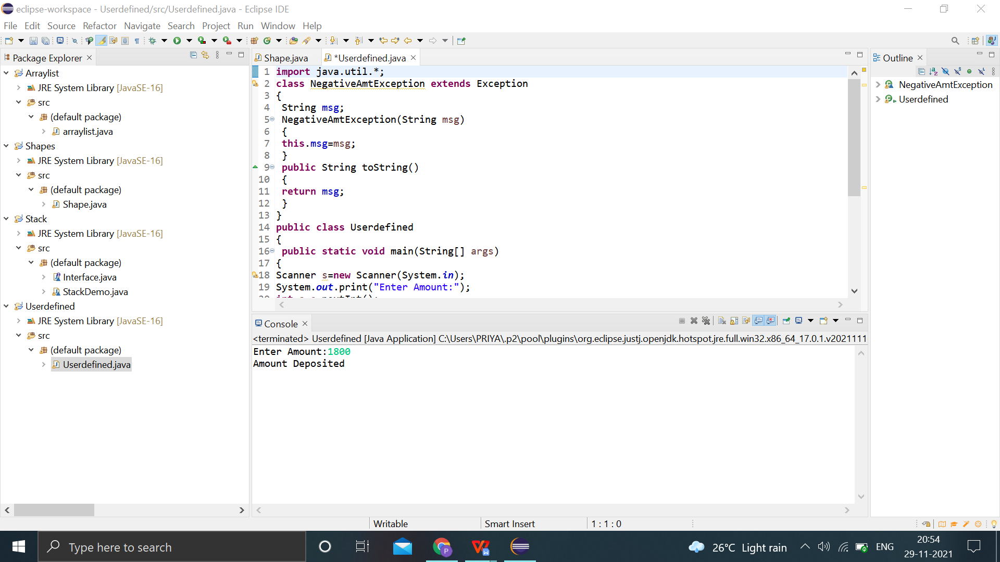 eclipse-workspace - Userdefined/src/Userdefined.java - Eclipse IDE
File Edit Source Refactor Navigate Search Project Run Window Help
Package Explorer
Arraylist
JRE System Library [JavaSE-16]
src
(default package)
arraylist.java
Shapes
JRE System Library [JavaSE-16]
src
(default package)
Shape.java
Stack
JRE System Library [JavaSE-16]
src
(default package)
Interface.java
StackDemo.java
Userdefined
JRE System Library [JavaSE-16]
src
(default package)
Userdefined.java
Shape.java *Userdefined.java
1 import java.util.*;
2 class NegativeAmtException extends Exception
3 {
4 String msg;
5 NegativeAmtException(String msg)
6 {
7 this.msg=msg;
8 }
9 public String toString()
10 {
11 return msg;
12 }
13 }
14 public class Userdefined
15 {
16 public static void main(String[] args)
17 {
18 Scanner s=new Scanner(System.in);
19 System.out.print("Enter Amount:");
Console
<terminated> Userdefined [Java Application] C:\Users\PRIYA\.p2\pool\plugins\org.eclipse.justj.openjdk.hotspot.jre.full.win32.x86_64_17.0.1.v2021111
Enter Amount:1800
Amount Deposited
Outline
NegativeAmtException
Userdefined
Writable Smart Insert 1 : 1 : 0
Type here to search
26°C Light rain
ENG
20:54
29-11-2021